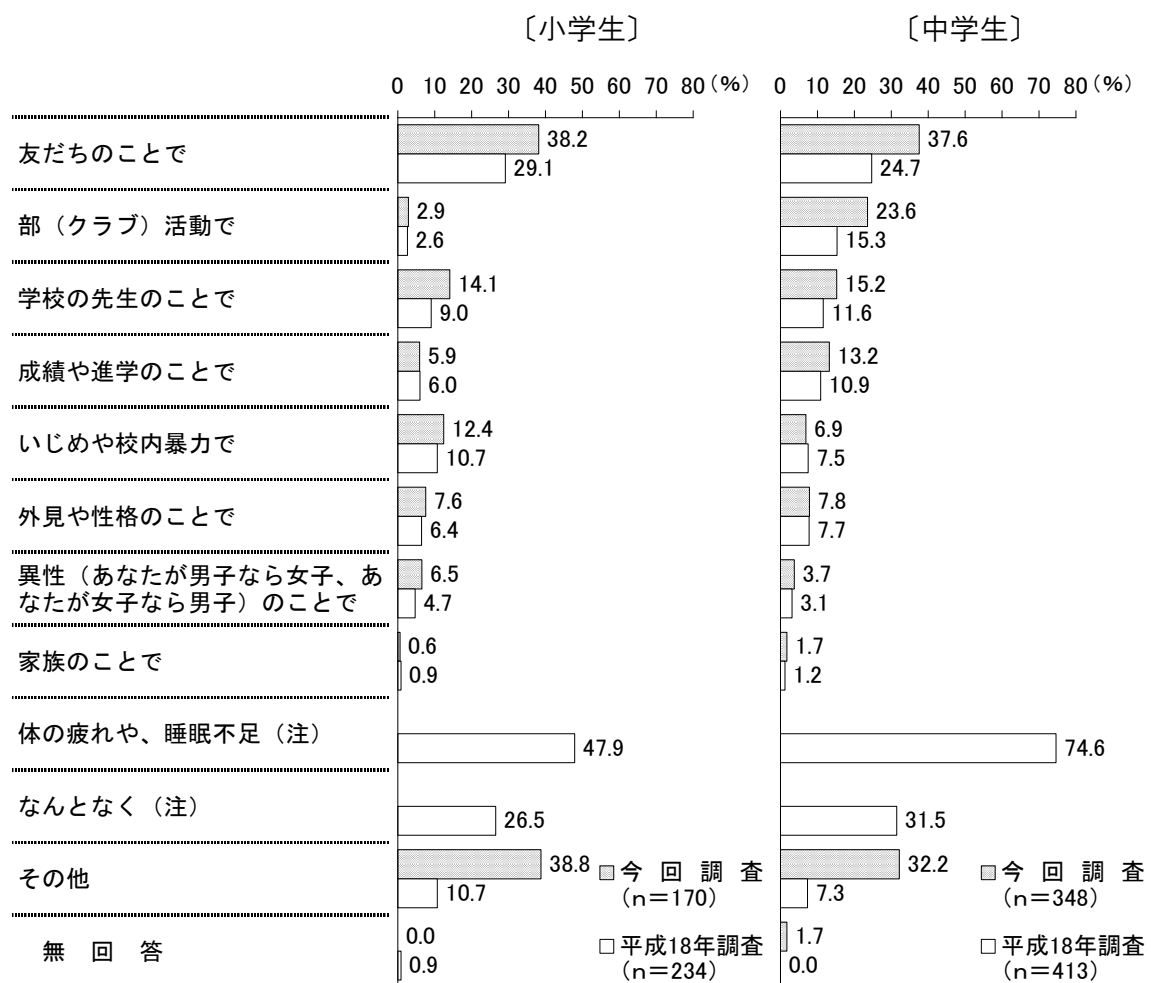 〔小学生〕 〔中学生〕
0 10 20 30 40 50 60 70 80(%) 0 10 20 30 40 50 60 70 80(%)
友だちのことで 38.2 37.6
29.1 24.7
部（クラブ）活動で 2.9 23.6
2.6 15.3
学校の先生のことで 14.1 15.2
9.0 11.6
成績や進学のことで 5.9 13.2
6.0 10.9
いじめや校内暴力で 12.4 6.9
10.7 7.5
外見や性格のことで 7.6 7.8
6.4 7.7
異性（あなたが男子なら女子、あ 6.5 3.7
なたが女子なら男子）のことで 4.7 3.1
家族のことで 0.6 1.7
0.9 1.2
体の疲れや、睡眠不足（注） 47.9 74.6
なんとなく（注） 26.5 31.5
その他 38.8 32.2
10.7 7.3
今回調査 今回調査
（n＝170） （n＝348）
無回答 0.0 1.7
0.9 0.0
平成18年調査 平成18年調査
（n＝234） （n＝413）